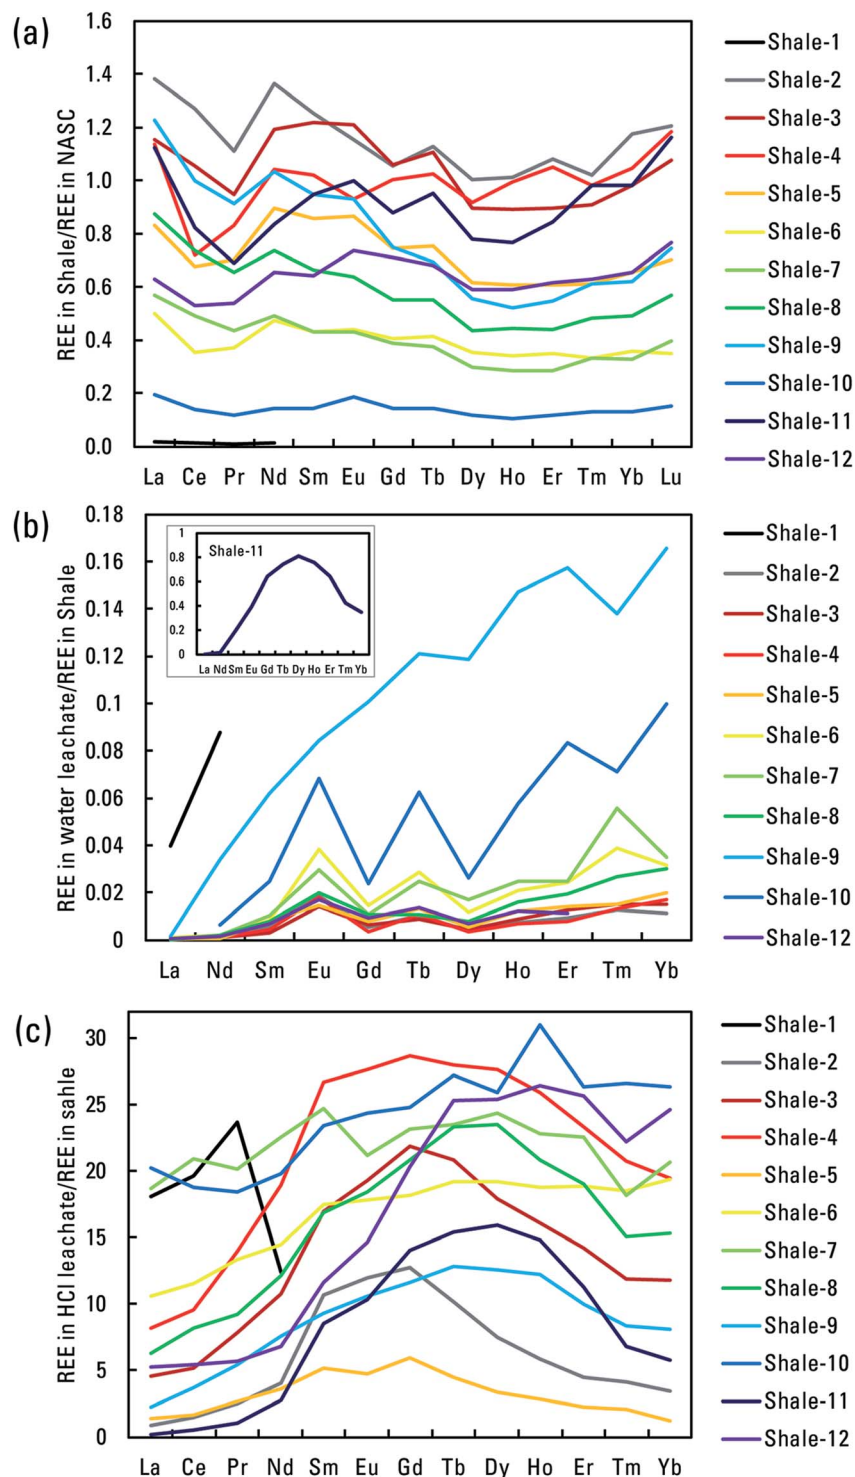 (a)
REE in Shale/REE in NASC
1.6
1.4
1.2
1.0
0.8
0.6
0.4
0.2
0.0
La Ce Pr Nd Sm Eu Gd Tb Dy Ho Er Tm Yb Lu
Shale-1
Shale-2
Shale-3
Shale-4
Shale-5
Shale-6
Shale-7
Shale-8
Shale-9
Shale-10
Shale-11
Shale-12
(b)
REE in water leachate/REE in Shale
0.18
0.16
0.14
0.12
0.1
0.08
0.06
0.04
0.02
0
La Nd Sm Eu Gd Tb Dy Ho Er Tm Yb
Shale-11
1
0.8
0.6
0.4
0.2
0
La Nd Sm Eu Gd Tb Dy Ho Er Tm Yb
Shale-1
Shale-2
Shale-3
Shale-4
Shale-5
Shale-6
Shale-7
Shale-8
Shale-9
Shale-10
Shale-12
(c)
REE in HCl leachate/REE in sahle
30
25
20
15
10
5
0
La Ce Pr Nd Sm Eu Gd Tb Dy Ho Er Tm Yb
Shale-1
Shale-2
Shale-3
Shale-4
Shale-5
Shale-6
Shale-7
Shale-8
Shale-9
Shale-10
Shale-11
Shale-12